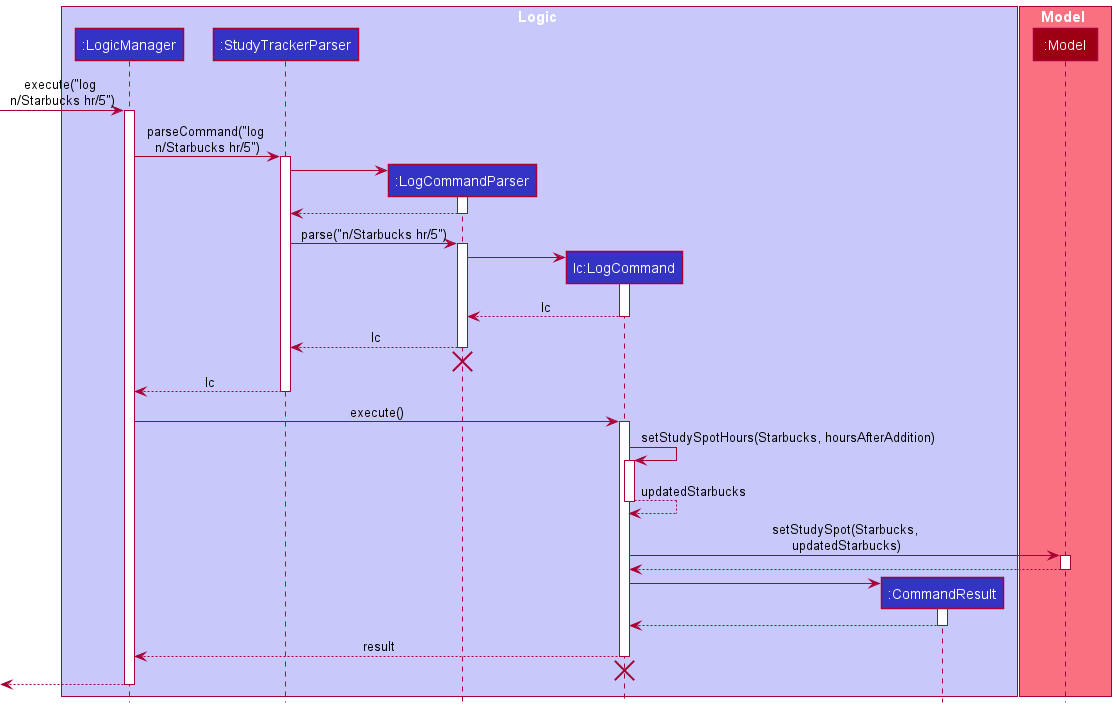 Logic
Model
:LogicManager
:StudyTrackerParser
:Model
execute("log
n/Starbucks hr/5")
parseCommand("log
n/Starbucks hr/5")
:LogCommandParser
parse("n/Starbucks hr/5")
lc:LogCommand
lc
lc
lc
execute()
setStudySpotHours(Starbucks, hoursAfterAddition)
updatedStarbucks
setStudySpot(Starbucks,
updatedStarbucks)
:CommandResult
result